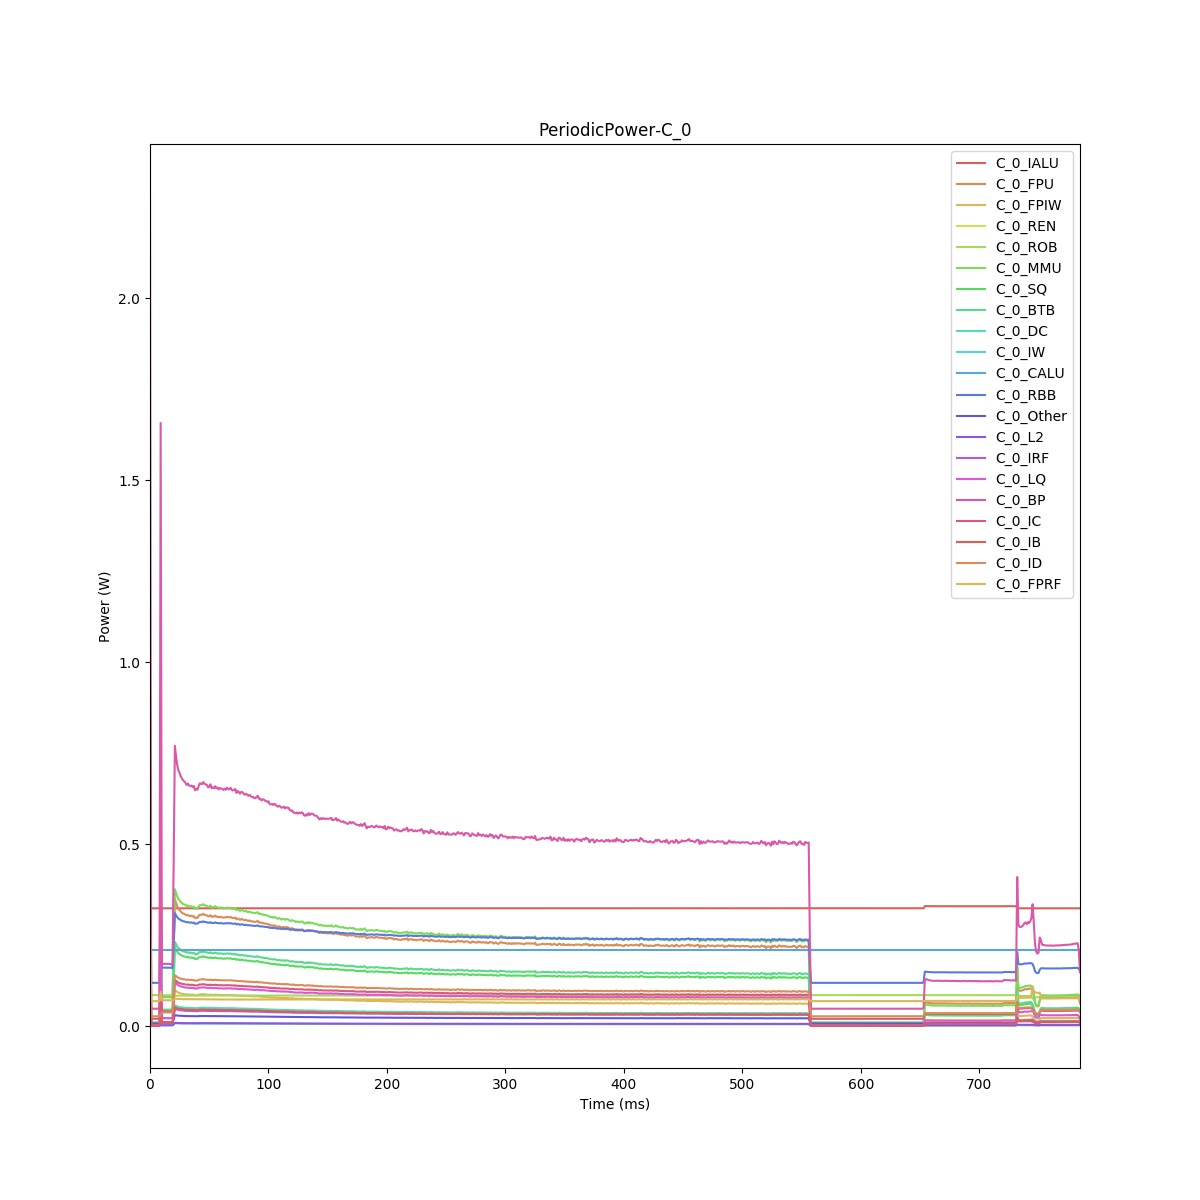 PeriodicPower-C_0
C_0_IALU
C_0_FPU
C_0_FPIW
C_0_REN
C_0_ROB
C_0_MMU
C_0_SQ
C_0_BTB
C_0_DC
C_0_IW
C_0_CALU
C_0_RBB
C_0_Other
C_0_L2
C_0_IRF
C_0_LQ
C_0_BP
C_0_IC
C_0_IB
C_0_ID
C_0_FPRF
2.0
1.5
1.0
0.5
0.0
Power (W)
0 100 200 300 400 500 600 700
Time (ms)